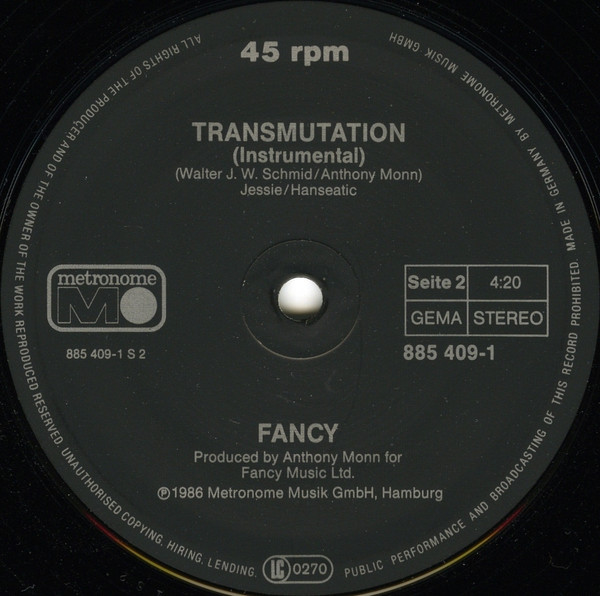 45 rpm
TRANSMUTATION
(Instrumental)
(Walter J. W. Schmid/Anthony Monn)
Jessie/Hanseatic
metronome
M
885 409-1 S 2
Seite 2 4:20
GEMA STEREO
885 409-1
FANCY
Produced by Anthony Monn for
Fancy Music Ltd.
℗1986 Metronome Musik GmbH, Hamburg
LC 0270
ALL RIGHTS OF THE PRODUCER AND OF THE OWNER OF THE WORK REPRODUCED RESERVED. UNAUTHORISED COPYING. HIRING. LENDING. PUBLIC PERFORMANCE AND BROADCASTING OF THIS RECORD PROHIBITED. MADE IN GERMANY BY METRONOME MUSIK GMBH